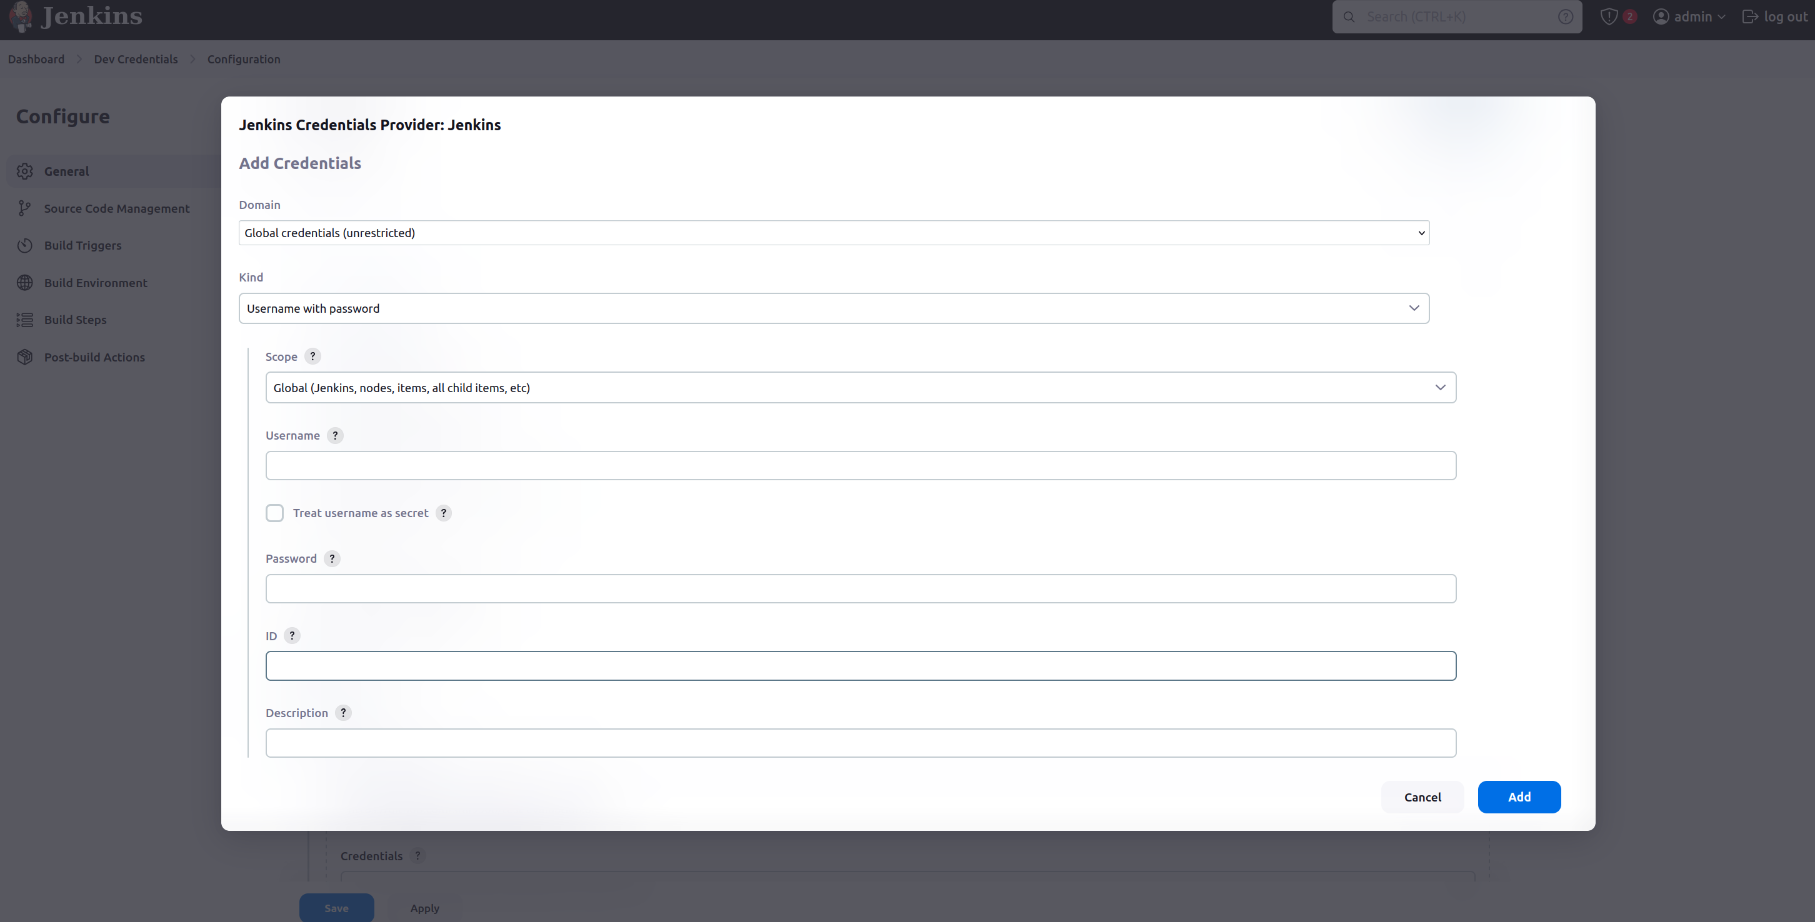 Jenkins
Search (CTRL+K)
?
2
admin
log out
Dashboard
Dev Credentials
Configuration
Configure
General
Source Code Management
Build Triggers
Build Environment
Build Steps
Post-build Actions
Jenkins Credentials Provider: Jenkins
Add Credentials
Domain
Global credentials (unrestricted)
Kind
Username with password
Scope ?
Global (Jenkins, nodes, items, all child items, etc)
Username ?
Treat username as secret ?
Password ?
ID ?
Description ?
Cancel
Add
Credentials ?
Save
Apply